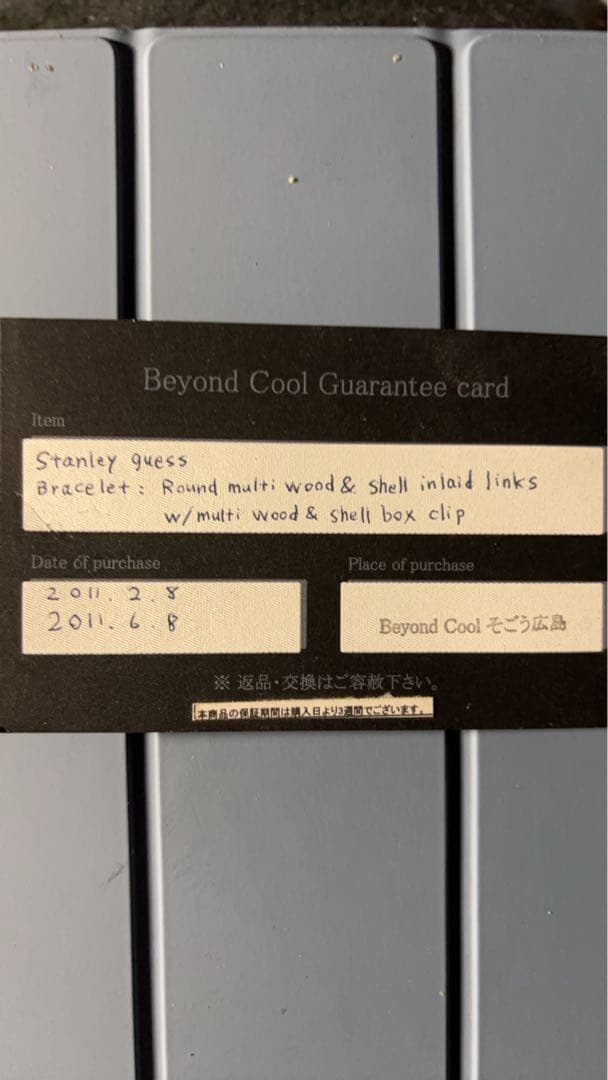 Beyond Cool Guarantee card
Item
Stanley guess
Bracelet: Round multi wood & shell inlaid links
w/multi wood & shell box clip
Date of purchase
2011. 2. 8
2011. 6. 8
Place of purchase
Beyond Cool そごう広島
※ 返品・交換はご容赦下さい。
本商品の保証期間は購入日より3週間でございます。